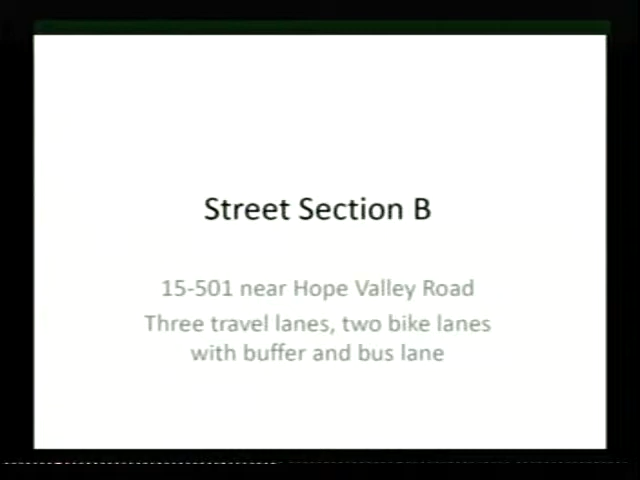 Street Section B
15-501 near Hope Valley Road
Three travel lanes, two bike lanes
with buffer and bus lane